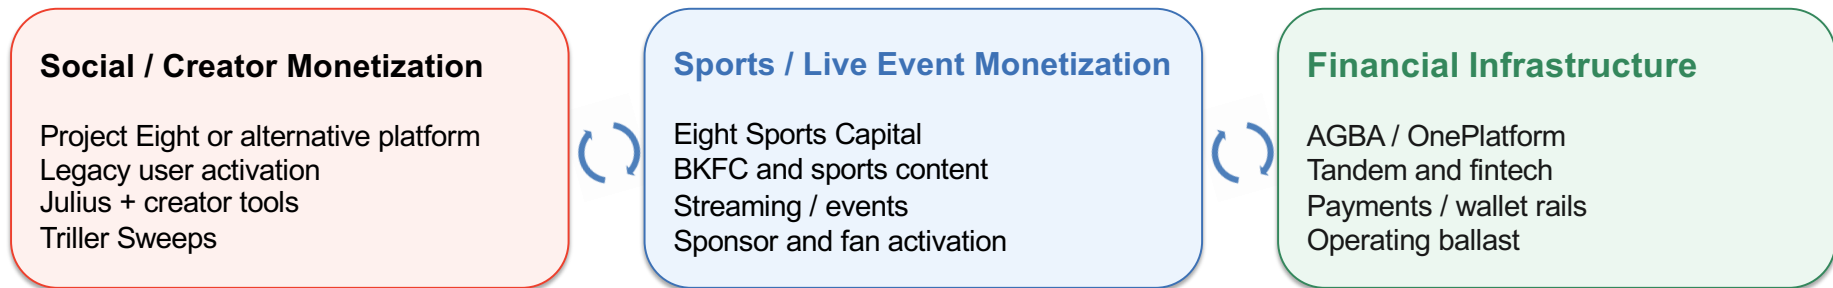 Social / Creator Monetization
Project Eight or alternative platform
Legacy user activation
Julius + creator tools
Triller Sweeps
Sports / Live Event Monetization
Eight Sports Capital
BKFC and sports content
Streaming / events
Sponsor and fan activation
Financial Infrastructure
AGBA / OnePlatform
Tandem and fintech
Payments / wallet rails
Operating ballast